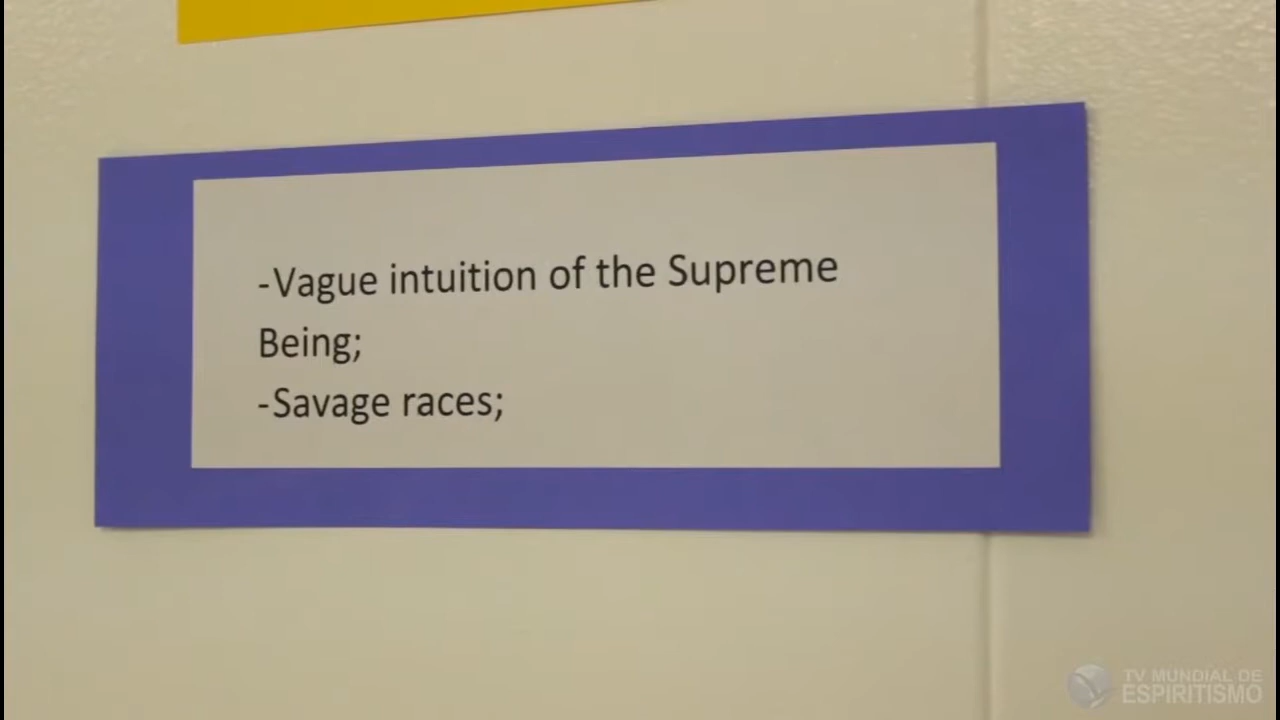 -Vague intuition of the Supreme
Being;
-Savage races;
TV MUNDIAL DE
ESPIRITISMO